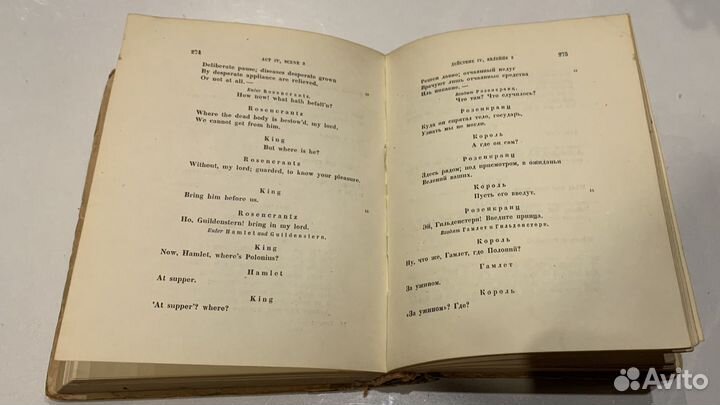 274 ACT IV, SCENE 3
Deliberate pause; diseases desperate grown
By desperate appliance are relieved,
Or not at all. — 10
Enter Rosencrantz.
How now! what hath befall'n?
Rosencrantz
Where the dead body is bestow'd, my lord,
We cannot get from him.
King
But where is he?
Rosencrantz
Without, my lord; guarded, to know your pleasure.
King
Bring him before us.
Rosencrantz 15
Ho, Guildenstern! bring in my lord.
Enter Hamlet and Guildenstern.
King
Now, Hamlet, where's Polonius?
Hamlet
At supper.
King
'At supper'? where?
ДЕЙСТВИЕ IV, ЯВЛЕНИЕ 3 275
Решен давно; отчаянный недуг
Врачуют лишь отчаянные средства
Иль никакие. — 10
Входит Розенкранц.
Что там? Что случилось?
Розенкранц
Куда он спрятал тело, государь,
Узнать мы не могли.
Король
А где он сам?
Розенкранц
Здесь рядом; под присмотром, в ожиданьи
Велений ваших.
Король
Пусть его введут. 15
Розенкранц
Эй, Гильденстерн! Введите принца.
Входят Гамлет и Гильденстерн.
Король
Ну, что же, Гамлет, где Полоний?
Гамлет
За ужином.
Король
«За ужином»? Где?
Avito